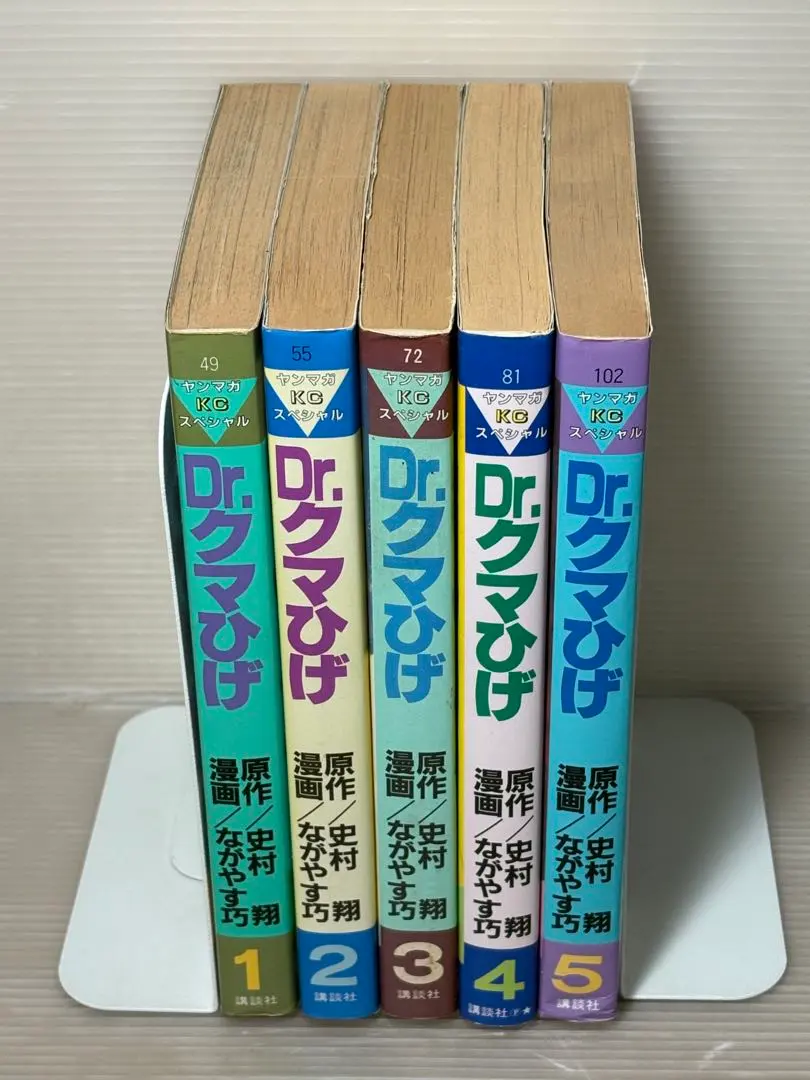 49
ヤンマガ
KC
スペシャル
Dr.クマひげ
原作/史村 翔
漫画/ながやす巧
1
講談社
55
ヤンマガ
KC
スペシャル
Dr.クマひげ
原作/史村 翔
漫画/ながやす巧
2
講談社
72
ヤンマガ
KC
スペシャル
Dr.クマひげ
原作/史村 翔
漫画/ながやす巧
3
講談社
81
ヤンマガ
KC
スペシャル
Dr.クマひげ
原作/史村 翔
漫画/ながやす巧
4
講談社Ⓟ★
102
ヤンマガ
KC
スペシャル
Dr.クマひげ
原作/史村 翔
漫画/ながやす巧
5
講談社